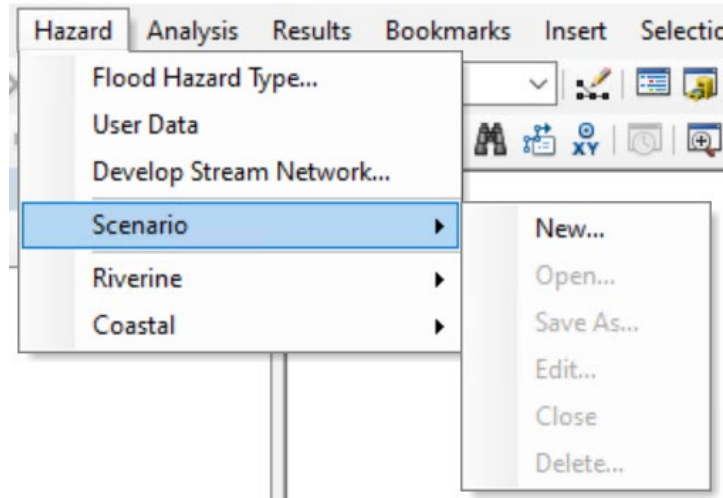 Hazard Analysis Results Bookmarks Insert Selectio
Flood Hazard Type...
User Data
Develop Stream Network...
Scenario
Riverine
Coastal
XY
New...
Open...
Save As...
Edit...
Close
Delete...